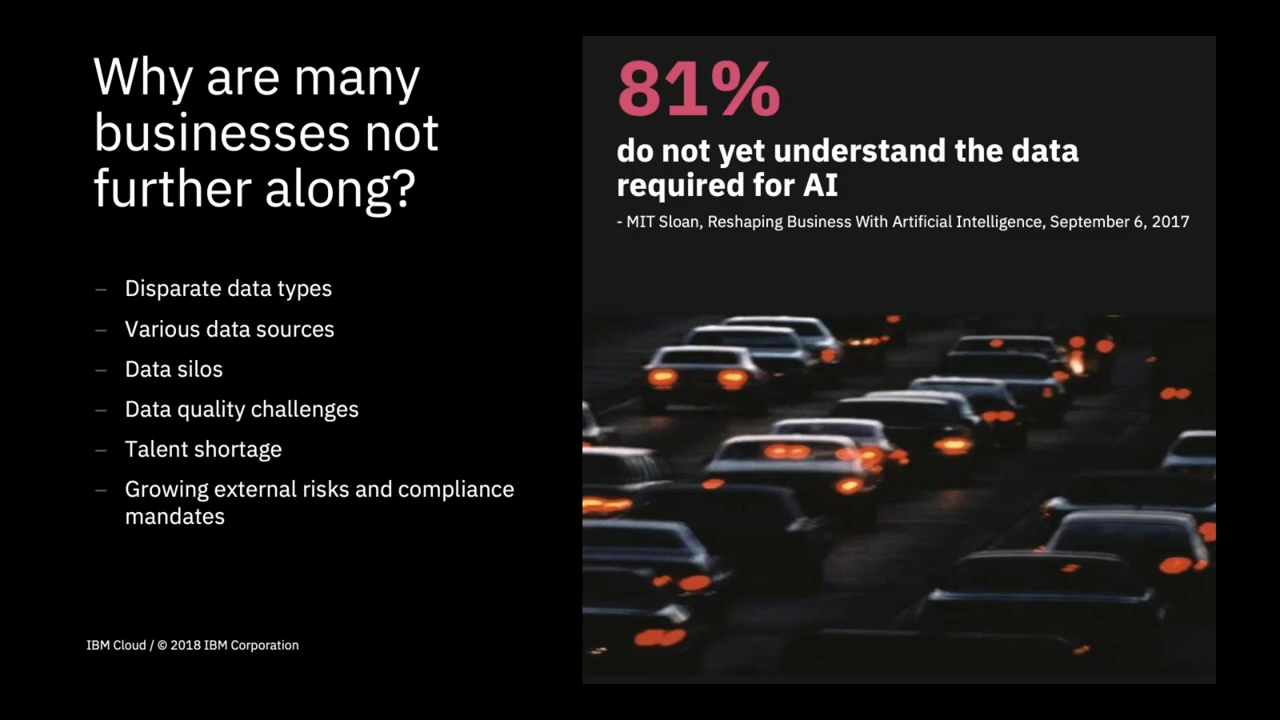 Why are many
businesses not
further along?
– Disparate data types
– Various data sources
– Data silos
– Data quality challenges
– Talent shortage
– Growing external risks and compliance
mandates
IBM Cloud / © 2018 IBM Corporation
81%
do not yet understand the data
required for AI
- MIT Sloan, Reshaping Business With Artificial Intelligence, September 6, 2017